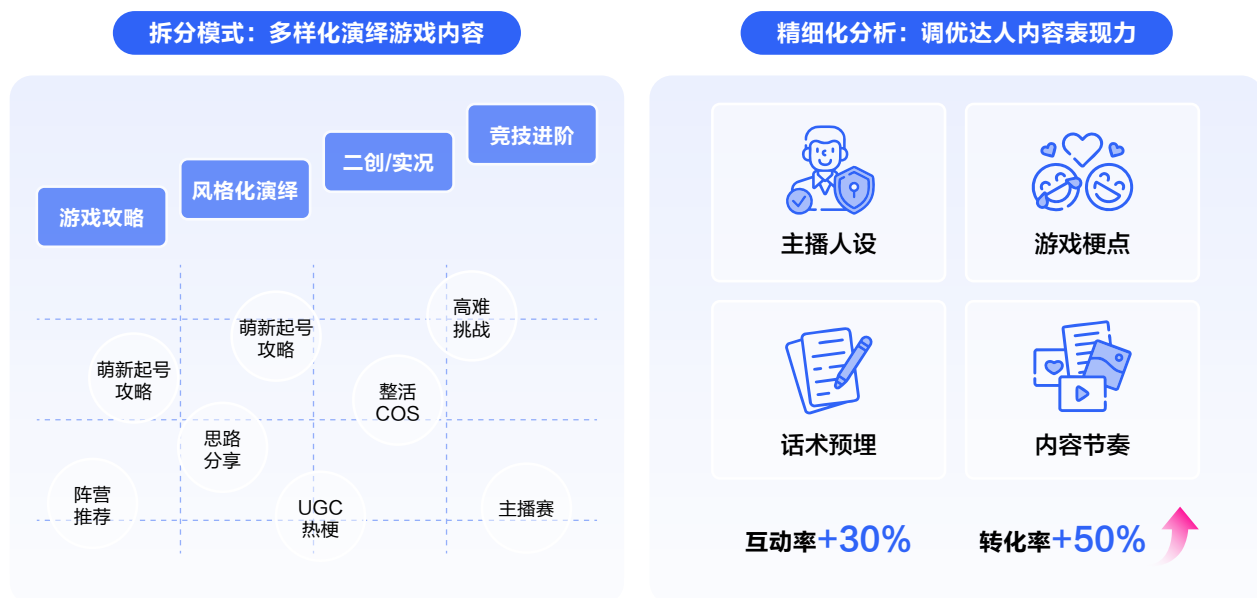 拆分模式：多样化演绎游戏内容
游戏攻略
风格化演绎
二创/实况
竞技进阶
萌新起号
攻略
萌新起号
攻略
高难
挑战
整活
COS
思路
分享
阵营
推荐
UGC
热梗
主播赛
精细化分析：调优达人内容表现力
主播人设
游戏梗点
话术预埋
内容节奏
互动率+30%
转化率+50%